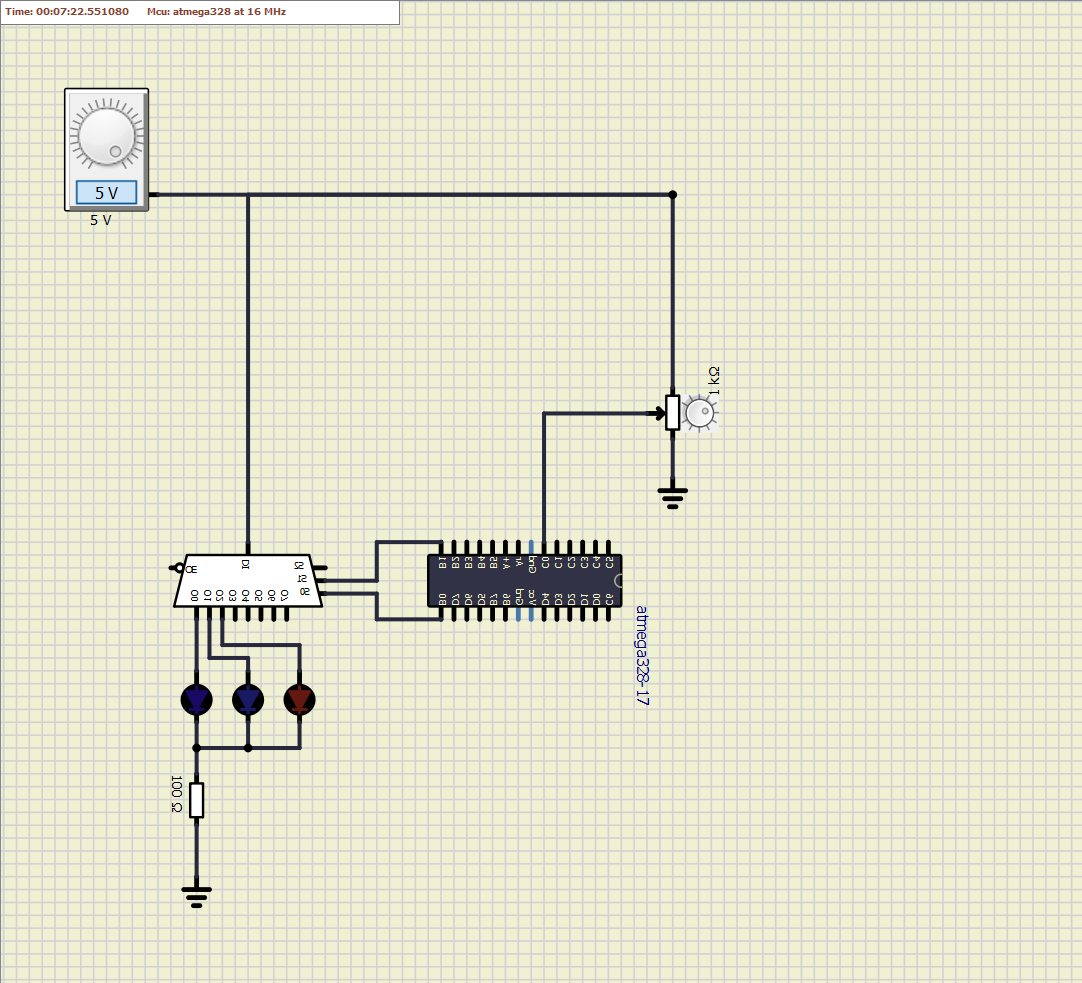 Time: 00:07:22.551080 Mcu: atmega328 at 16 MHz
5 V
5 V
1 kΩ
OE DI S2
S1
S0
O0 O1 O2 O3 O4 O5 O6 O7
B1 B2 B3 B4 B5 A+ Ar Gnd C0 C1 C2 C3 C4 C5
B0 D7 D6 D5 B7 B6 Gnd Vcc D4 D3 D2 D1 D0 C6
atmega328-17
100 Ω